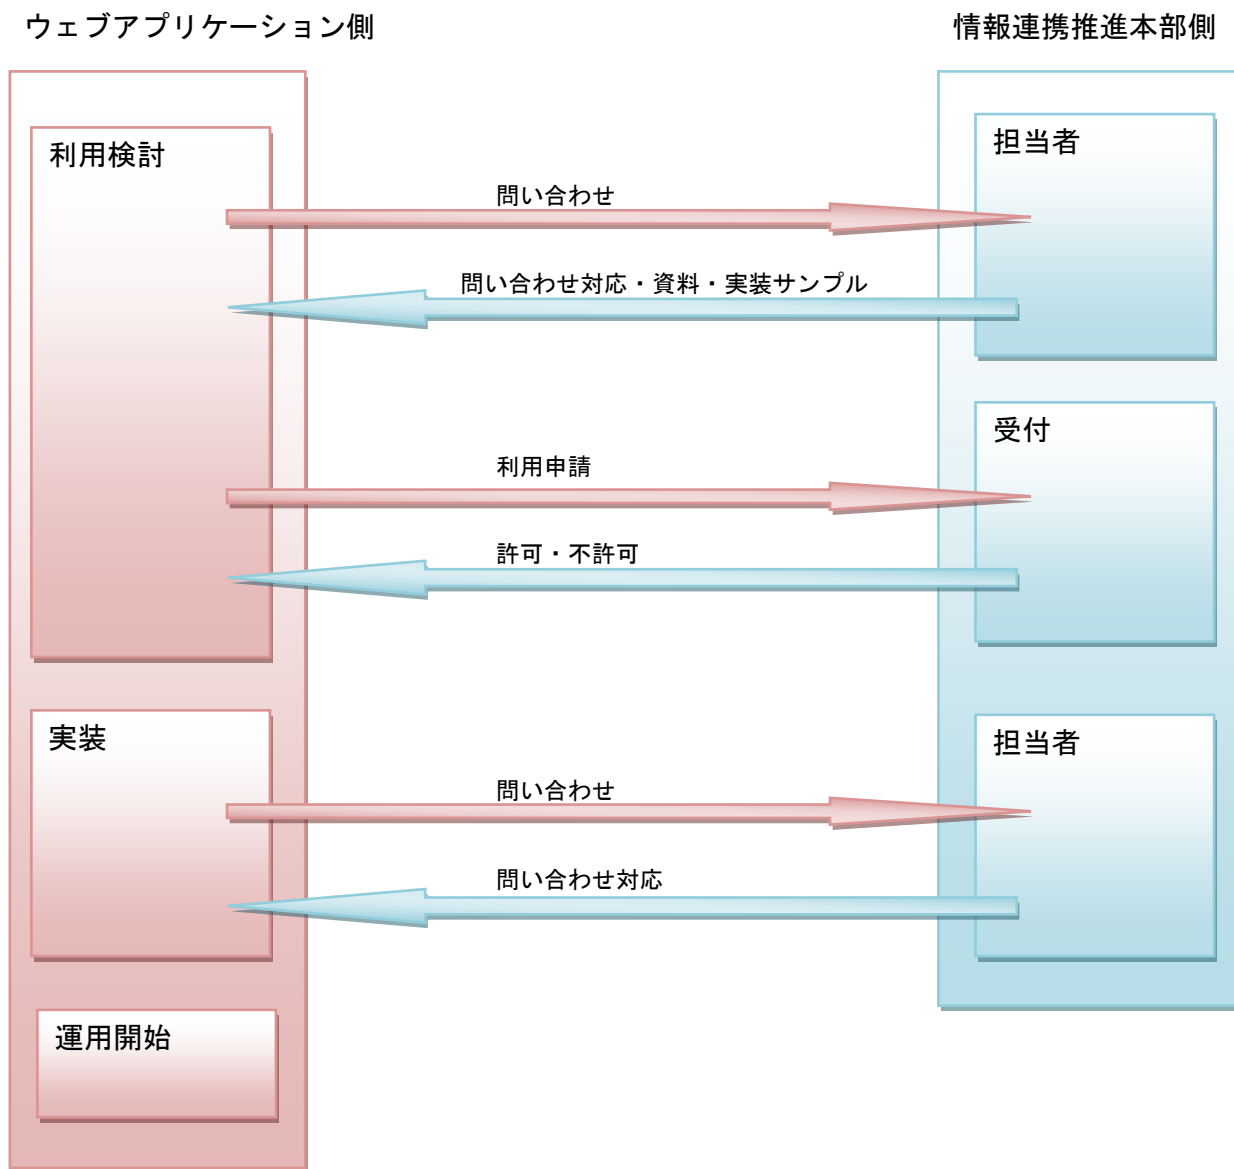 ウェブアプリケーション側
情報連携推進本部側
利用検討
担当者
問い合わせ
問い合わせ対応・資料・実装サンプル
受付
利用申請
許可・不許可
実装
担当者
問い合わせ
問い合わせ対応
運用開始